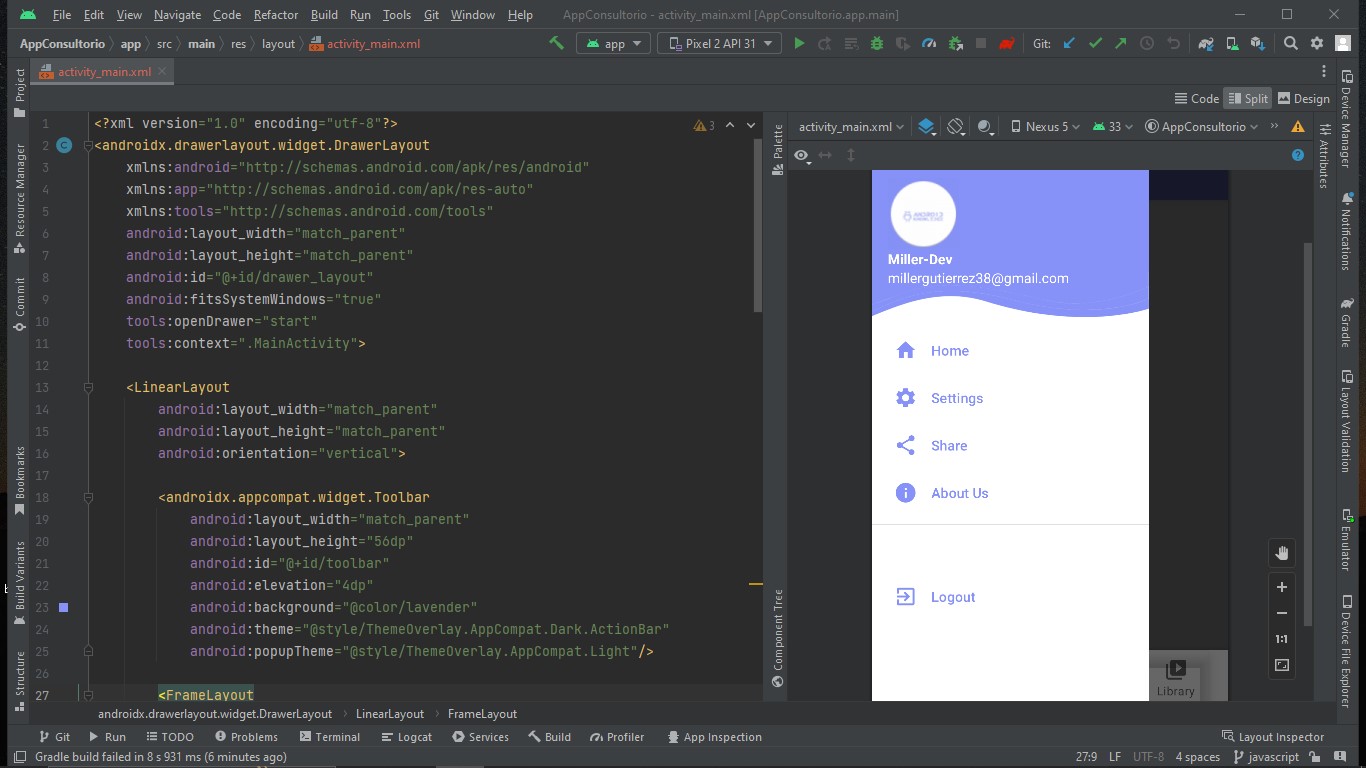 File Edit View Navigate Code Refactor Build Run Tools Git Window Help AppConsultorio - activity_main.xml [AppConsultorio.app.main]
AppConsultorio app src main res layout activity_main.xml app Pixel 2 API 31 Git:
activity_main.xml
Code Split Design
activity_main.xml Nexus 5 33 AppConsultorio
3
1 <?xml version="1.0" encoding="utf-8"?>
2 <androidx.drawerlayout.widget.DrawerLayout
3 xmlns:android="http://schemas.android.com/apk/res/android"
4 xmlns:app="http://schemas.android.com/apk/res-auto"
5 xmlns:tools="http://schemas.android.com/tools"
6 android:layout_width="match_parent"
7 android:layout_height="match_parent"
8 android:id="@+id/drawer_layout"
9 android:fitsSystemWindows="true"
10 tools:openDrawer="start"
11 tools:context=".MainActivity">
12
13 <LinearLayout
14 android:layout_width="match_parent"
15 android:layout_height="match_parent"
16 android:orientation="vertical">
17
18 <androidx.appcompat.widget.Toolbar
19 android:layout_width="match_parent"
20 android:layout_height="56dp"
21 android:id="@+id/toolbar"
22 android:elevation="4dp"
23 android:background="@color/lavender"
24 android:theme="@style/ThemeOverlay.AppCompat.Dark.ActionBar"
25 android:popupTheme="@style/ThemeOverlay.AppCompat.Light"/>
26
27 <FrameLayout
androidx.drawerlayout.widget.DrawerLayout LinearLayout FrameLayout
Project
Resource Manager
Commit
Bookmarks
Build Variants
Structure
Palette
Component Tree
Miller-Dev
millergutierrez38@gmail.com
Home
Settings
Share
About Us
Logout
Library
1:1
Attributes
Device Manager
Notifications
Gradle
Layout Validation
Emulator
Device File Explorer
Git Run TODO Problems Terminal Logcat Services Build Profiler App Inspection Layout Inspector
Gradle build failed in 8 s 931 ms (6 minutes ago) 27:9 LF UTF-8 4 spaces javascript